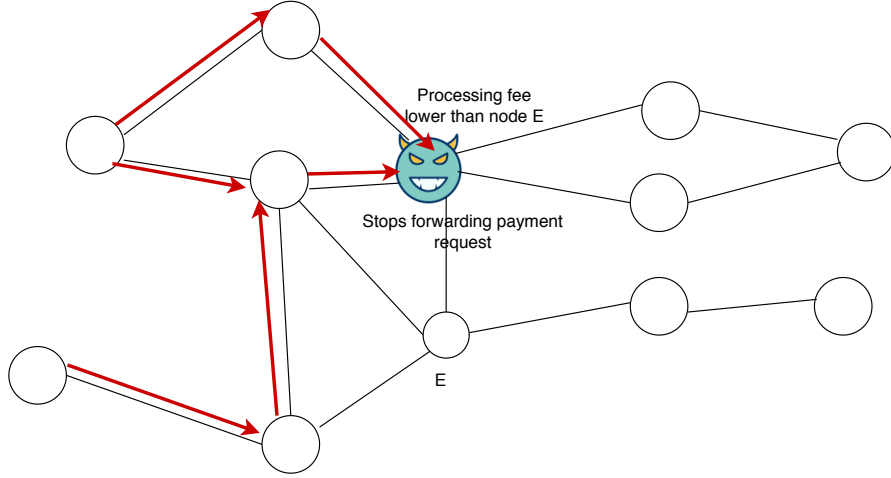 Processing fee
lower than node E
Stops forwarding payment
request
E